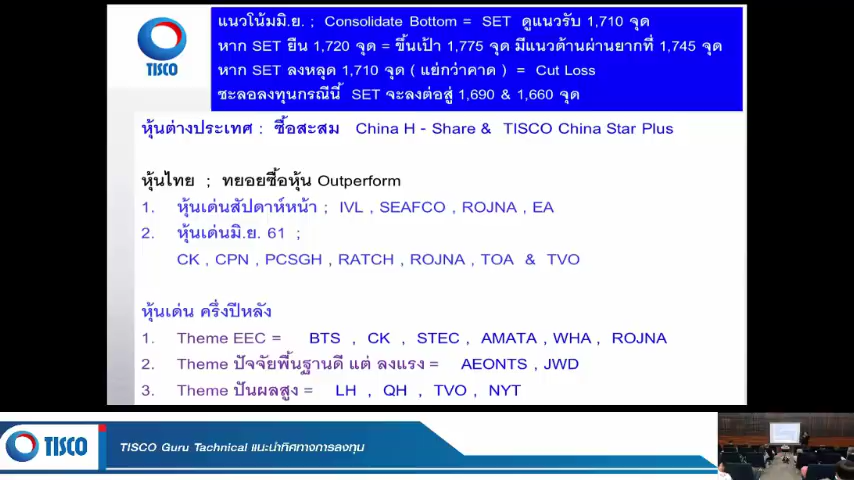 แนวโน้มมิ.ย. ; Consolidate Bottom = SET ดูแนวรับ 1,710 จุด
หาก SET ยืน 1,720 จุด = ขึ้นเป้า 1,775 จุด มีแนวต้านผ่านยากที่ 1,745 จุด
หาก SET ลงหลุด 1,710 จุด ( แย่กว่าคาด ) = Cut Loss
ชะลอลงทุนกรณีนี้ SET จะลงต่อสู่ 1,690 & 1,660 จุด
TISCO
หุ้นต่างประเทศ : ซื้อสะสม China H - Share & TISCO China Star Plus
หุ้นไทย ; ทยอยซื้อหุ้น Outperform
1. หุ้นเด่นสัปดาห์หน้า ; IVL , SEAFCO , ROJNA , EA
2. หุ้นเด่นมิ.ย. 61 ;
CK , CPN , PCSGH , RATCH , ROJNA , TOA & TVO
หุ้นเด่น ครึ่งปีหลัง
1. Theme EEC = BTS , CK , STEC , AMATA , WHA , ROJNA
2. Theme ปัจจัยพื้นฐานดี แต่ ลงแรง = AEONTS , JWD
3. Theme ปันผลสูง = LH , QH , TVO , NYT
TISCO
TISCO Guru Tachnical แนะนำทิศทางการลงทุน